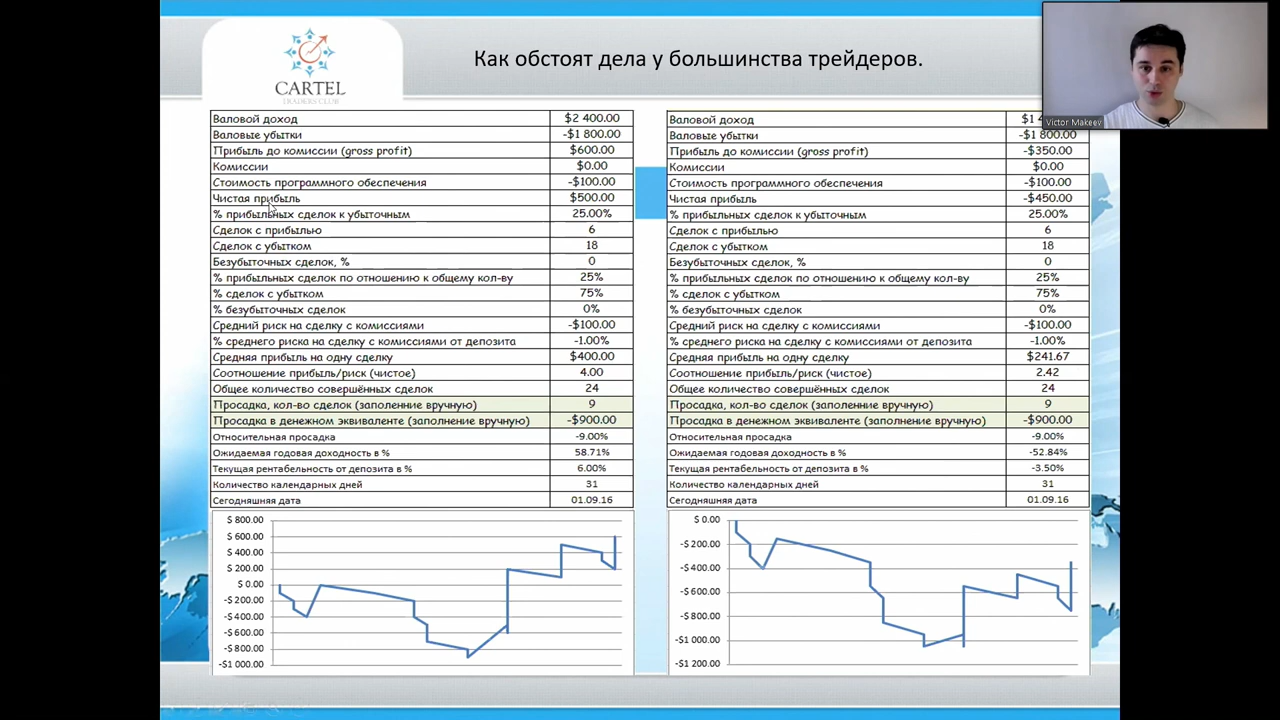 Как обстоят дела у большинства трейдеров.
CARTEL
TRADERS CLUB
Victor Makeev
Валовой доход $2 400.00
Валовые убытки -$1 800.00
Прибыль до комиссии (gross profit) $600.00
Комиссии $0.00
Стоимость программного обеспечения -$100.00
Чистая прибыль $500.00
% прибыльных сделок к убыточным 25.00%
Сделок с прибылью 6
Сделок с убытком 18
Безубыточных сделок, % 0
% прибыльных сделок по отношению к общему кол-ву 25%
% сделок с убытком 75%
% безубыточных сделок 0%
Средний риск на сделку с комиссиями -$100.00
% среднего риска на сделку с комиссиями от депозита -1.00%
Средняя прибыль на одну сделку $400.00
Соотношение прибыль/риск (чистое) 4.00
Общее количество совершённых сделок 24
Просадка, кол-во сделок (заполенние вручную) 9
Просадка в денежном эквиваленте (заполнение вручную) -$900.00
Относительная просадка -9.00%
Ожидаемая годовая доходность в % 58.71%
Текущая рентабельность от депозита в % 6.00%
Количество календарных дней 31
Сегодняшняя дата 01.09.16
$ 800.00
$ 600.00
$ 400.00
$ 200.00
$ 0.00
-$ 200.00
-$ 400.00
-$ 600.00
-$ 800.00
-$1 000.00
Валовой доход
Валовые убытки -$1 800.00
Прибыль до комиссии (gross profit) -$350.00
Комиссии $0.00
Стоимость программного обеспечения -$100.00
Чистая прибыль -$450.00
% прибыльных сделок к убыточным 25.00%
Сделок с прибылью 6
Сделок с убытком 18
Безубыточных сделок, % 0
% прибыльных сделок по отношению к общему кол-ву 25%
% сделок с убытком 75%
% безубыточных сделок 0%
Средний риск на сделку с комиссиями -$100.00
% среднего риска на сделку с комиссиями от депозита -1.00%
Средняя прибыль на одну сделку $241.67
Соотношение прибыль/риск (чистое) 2.42
Общее количество совершённых сделок 24
Просадка, кол-во сделок (заполенние вручную) 9
Просадка в денежном эквиваленте (заполнение вручную) -$900.00
Относительная просадка -9.00%
Ожидаемая годовая доходность в % -52.84%
Текущая рентабельность от депозита в % -3.50%
Количество календарных дней 31
Сегодняшняя дата 01.09.16
$ 0.00
-$ 200.00
-$ 400.00
-$ 600.00
-$ 800.00
-$1 000.00
-$1 200.00